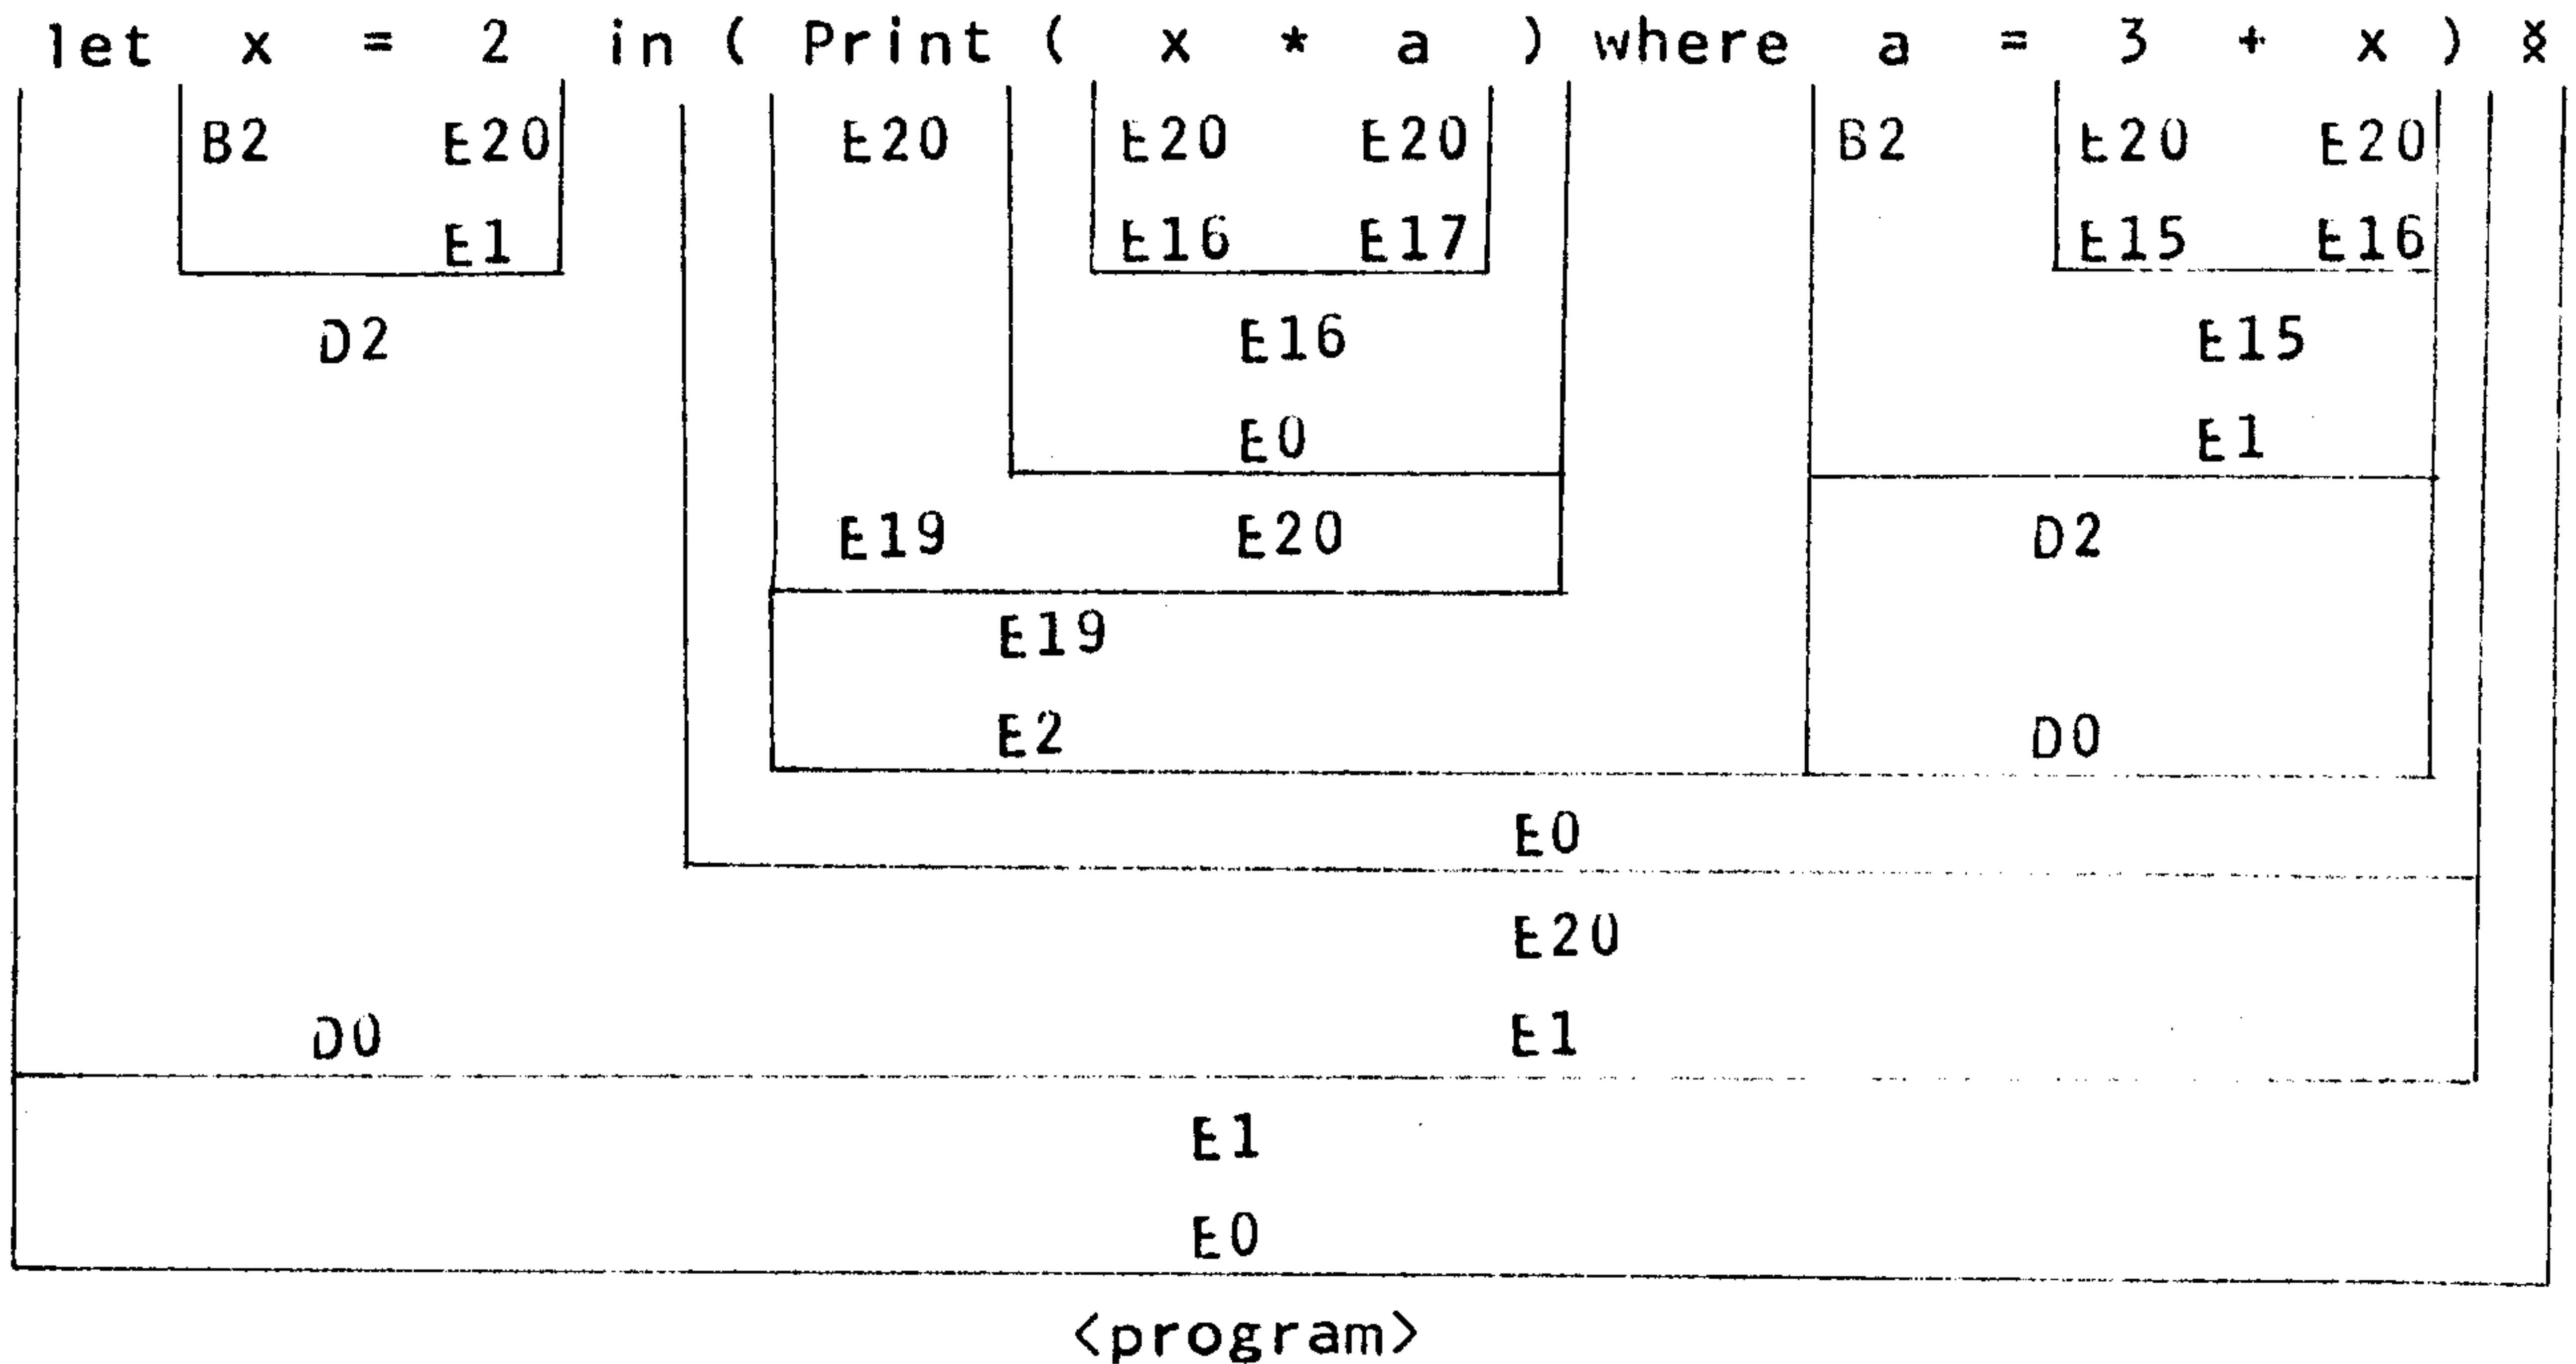 let x = 2 in ( Print ( x * a ) where a = 3 + x )
B2 E20 E20 E20 E20 B2 E20 E20
E1 E16 E17 E15 E16
D2 E16 E15
E0 E1
E19 E20 D2
E19
E2 D0
E0
E20
D0 E1
E1
E0
<program>